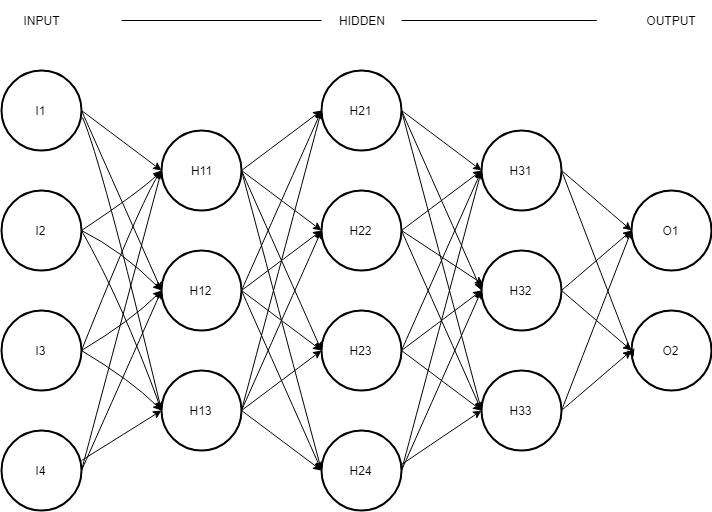 INPUT HIDDEN OUTPUT
I1
I2
I3
I4
H11
H12
H13
H21
H22
H23
H24
H31
H32
H33
O1
O2